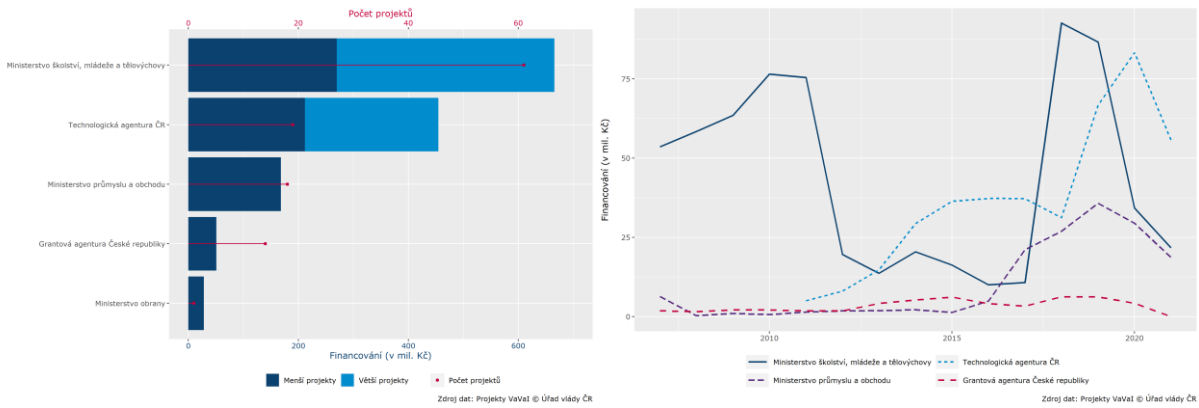 Počet projektů
0 20 40 60
Ministerstvo školství, mládeže a tělovýchovy
Technologická agentura ČR
Ministerstvo průmyslu a obchodu
Grantová agentura České republiky
Ministerstvo obrany
0 200 400 600
Financování (v mil. Kč)
Menší projekty Větší projekty Počet projektů
Zdroj dat: Projekty VaVaI © Úřad vlády ČR
Financování (v mil. Kč)
75
50
25
0
2010 2015 2020
Ministerstvo školství, mládeže a tělovýchovy Technologická agentura ČR
Ministerstvo průmyslu a obchodu Grantová agentura České republiky
Zdroj dat: Projekty VaVaI © Úřad vlády ČR